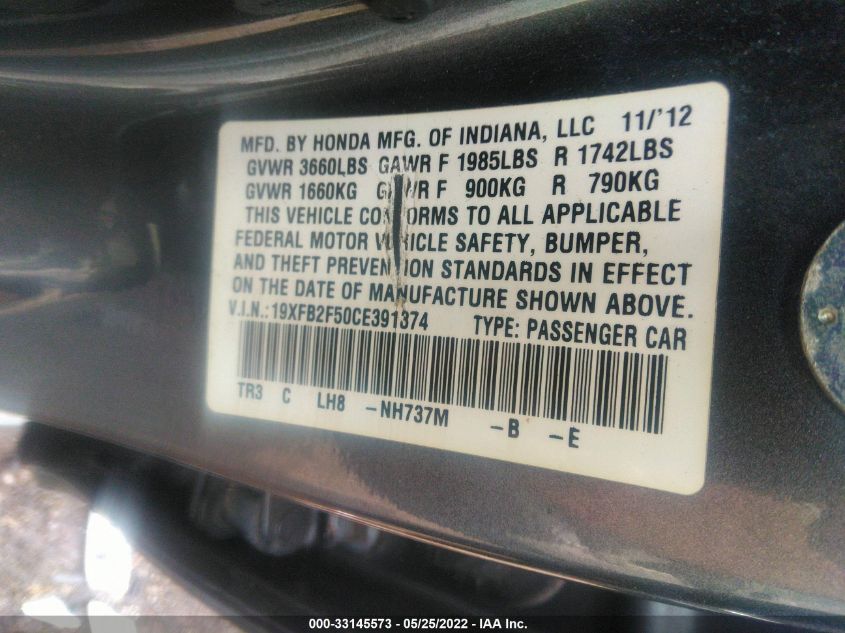 MFD. BY HONDA MFG. OF INDIANA, LLC 11/'12
GVWR 3660LBS GAWR F 1985LBS R 1742LBS
GVWR 1660KG GAWR F 900KG R 790KG
THIS VEHICLE CONFORMS TO ALL APPLICABLE
FEDERAL MOTOR VEHICLE SAFETY, BUMPER,
AND THEFT PREVENTION STANDARDS IN EFFECT
ON THE DATE OF MANUFACTURE SHOWN ABOVE.
V.I.N.:19XFB2F50CE391374 TYPE: PASSENGER CAR
TR3 C LH8 -NH737M -B -E
000-33145573 - 05/25/2022 - IAA Inc.